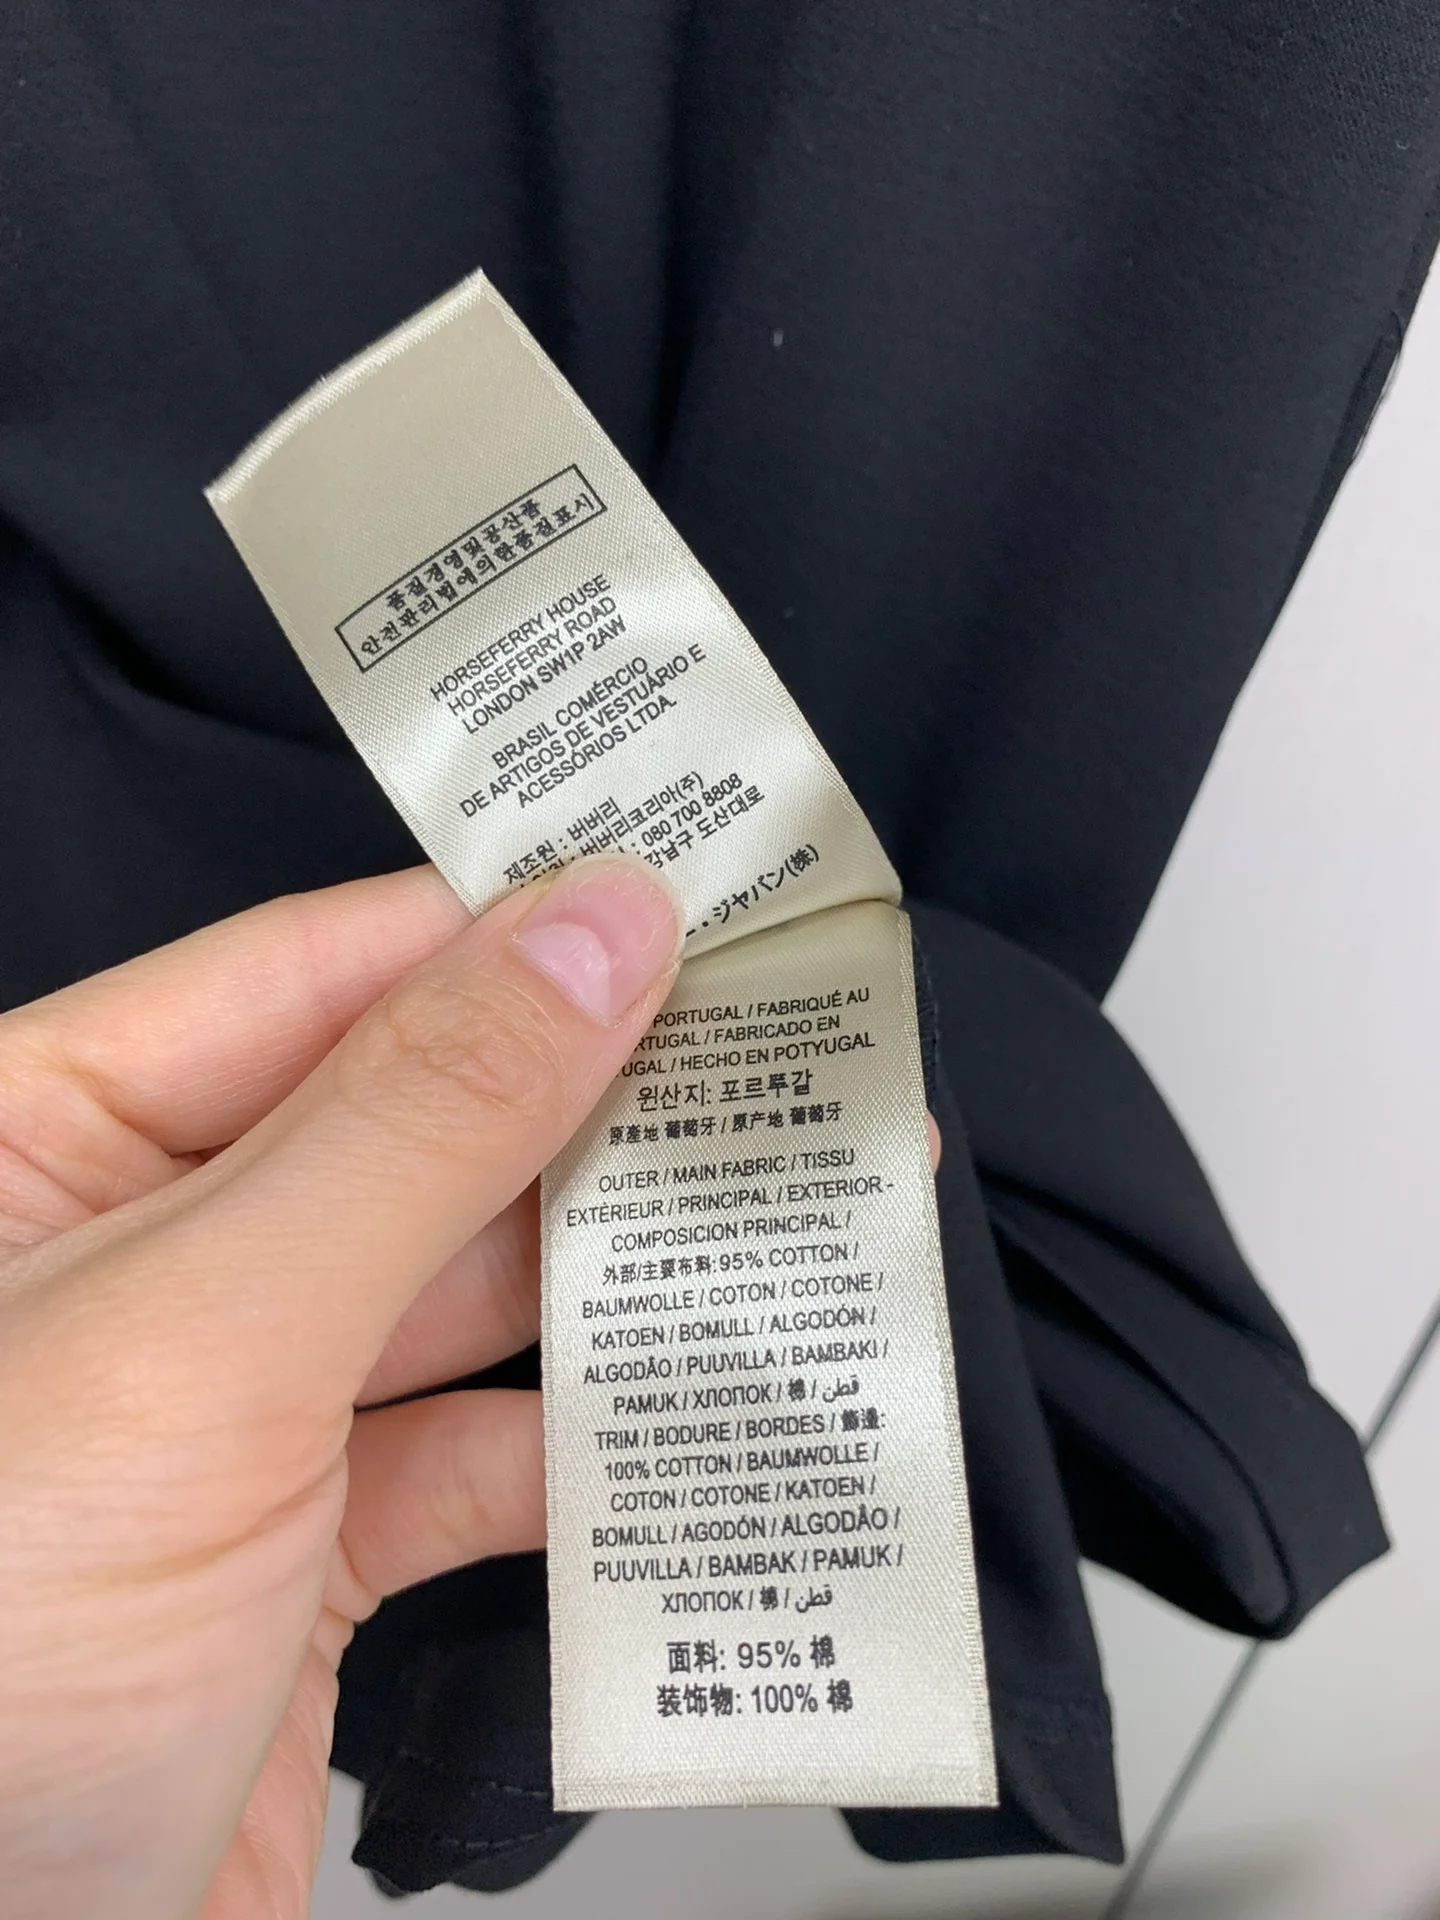 품질경영및공산품
안전관리법에의한품질표시
HORSEFERRY HOUSE
HORSEFERRY ROAD
LONDON SW1P 2AW
BRASIL COMÉRCIO
DE ARTIGOS DE VESTUÁRIO E
ACESSÓRIOS LTDA.
제조원 : 버버리
: 버버리코리아(주)
: 080 700 8808
강남구 도산대로
・ジャパン(株)
PORTUGAL / FABRIQUÉ AU
RTUGAL / FABRICADO EN
UGAL / HECHO EN POTYUGAL
원산지: 포르투갈
原產地 葡萄牙 / 原产地 葡萄牙
OUTER / MAIN FABRIC / TISSU
EXTÉRIEUR / PRINCIPAL / EXTERIOR -
COMPOSICION PRINCIPAL /
外部/主要布料: 95% COTTON /
BAUMWOLLE / COTON / COTONE /
KATOEN / BOMULL / ALGODÓN /
ALGODÂO / PUUVILLA / BAMBAKI /
PAMUK / ХЛОПОК / 棉 / قطن
TRIM / BODURE / BORDES / 飾邊:
100% COTTON / BAUMWOLLE /
COTON / COTONE / KATOEN /
BOMULL / AGODÓN / ALGODÂO /
PUUVILLA / BAMBAK / PAMUK /
ХЛОПОК / 棉 / قطن
面料: 95% 棉
装饰物: 100% 棉